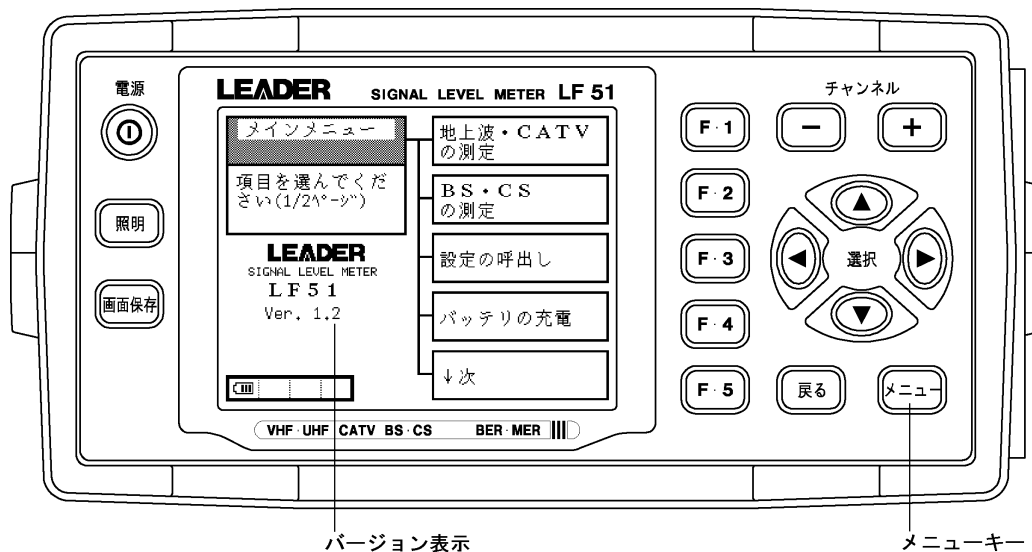 電源
照明
画面保存
LEADER SIGNAL LEVEL METER LF 51
メインメニュー
項目を選んでくだ
さい(1/2ﾍﾟｰｼﾞ)
LEADER
SIGNAL LEVEL METER
LF51
Ver. 1.2
地上波・CATV
の測定
BS・CS
の測定
設定の呼出し
バッテリの充電
↓次
VHF·UHF CATV BS·CS BER·MER
F·1
F·2
F·3
F·4
F·5
チャンネル
− +
選択
戻る
メニュー
バージョン表示
メニューキー